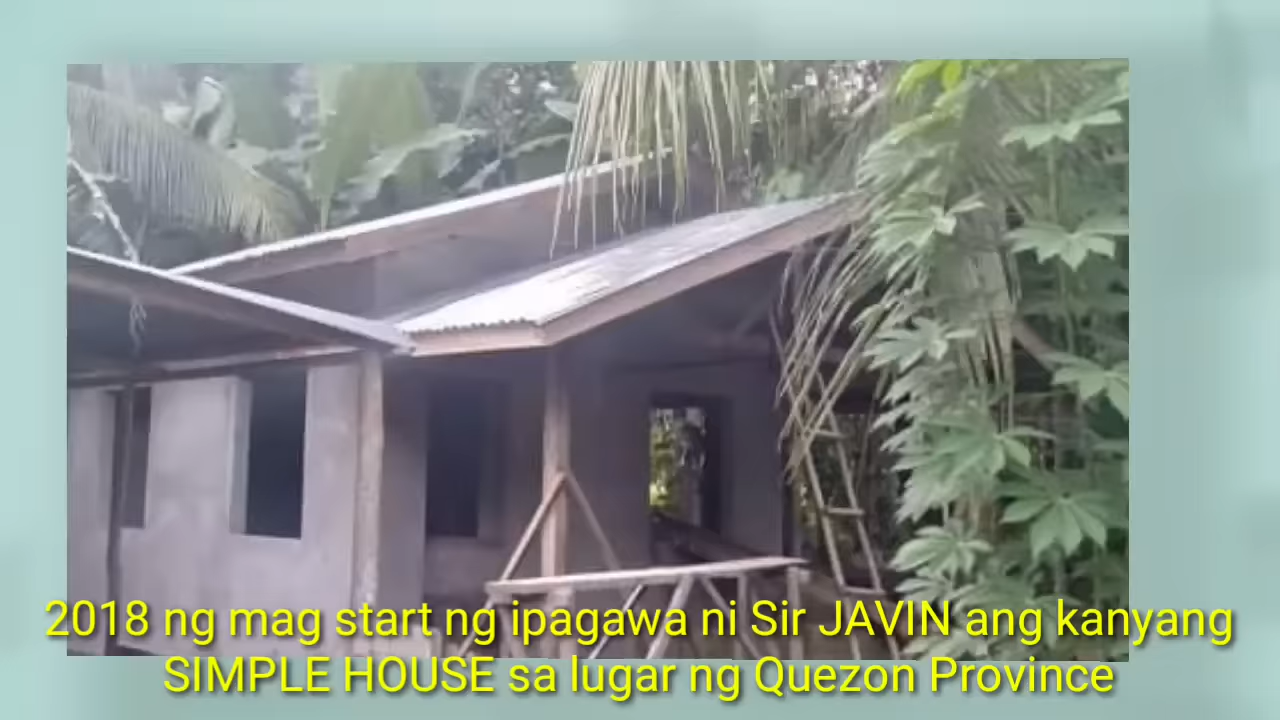 2018 ng mag start ng ipagawa ni Sir JAVIN ang kanyang
SIMPLE HOUSE sa lugar ng Quezon Province